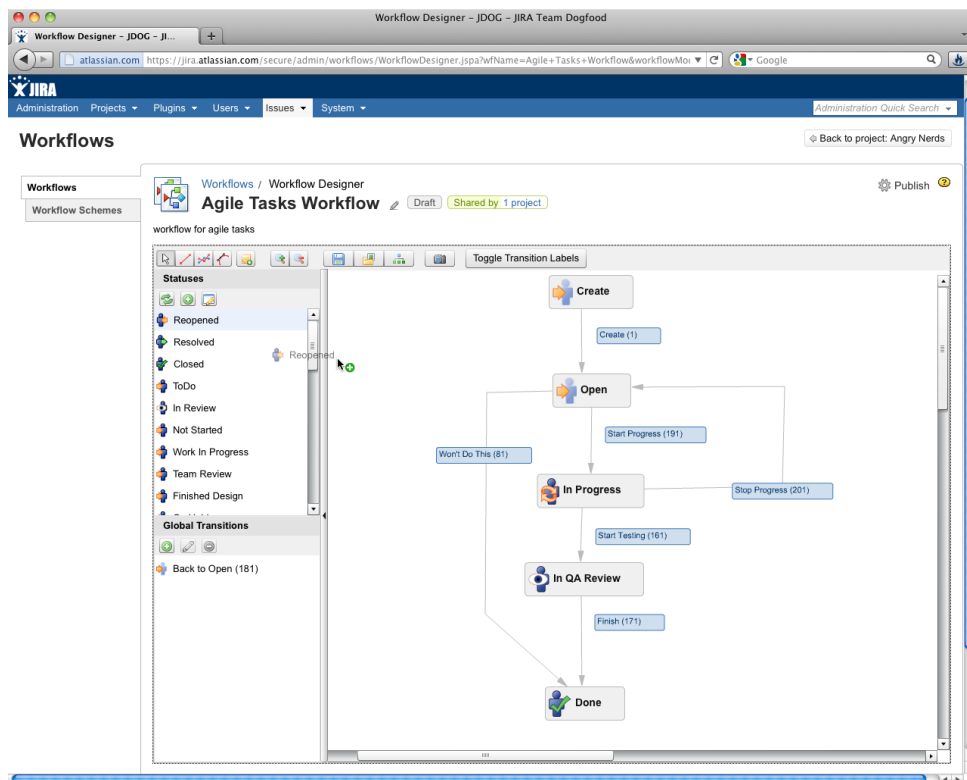 Workflow Designer – JDOG – JIRA Team Dogfood
Workflow Designer – JDOG – JI...
atlassian.com https://jira.atlassian.com/secure/admin/workflows/WorkflowDesigner.jspa?wfName=Agile+Tasks+Workflow&workflowMo
Google
JIRA
Administration Projects Plugins Users Issues System
Administration Quick Search
Workflows
Back to project: Angry Nerds
Workflows
Workflow Schemes
Workflows / Workflow Designer
Publish
Agile Tasks Workflow Draft Shared by 1 project
workflow for agile tasks
Toggle Transition Labels
Statuses
Reopened
Resolved
Reopened
Closed
ToDo
In Review
Not Started
Work In Progress
Team Review
Finished Design
Global Transitions
Back to Open (181)
Create
Create (1)
Open
Start Progress (191)
Won't Do This (81)
In Progress
Stop Progress (201)
Start Testing (161)
In QA Review
Finish (171)
Done